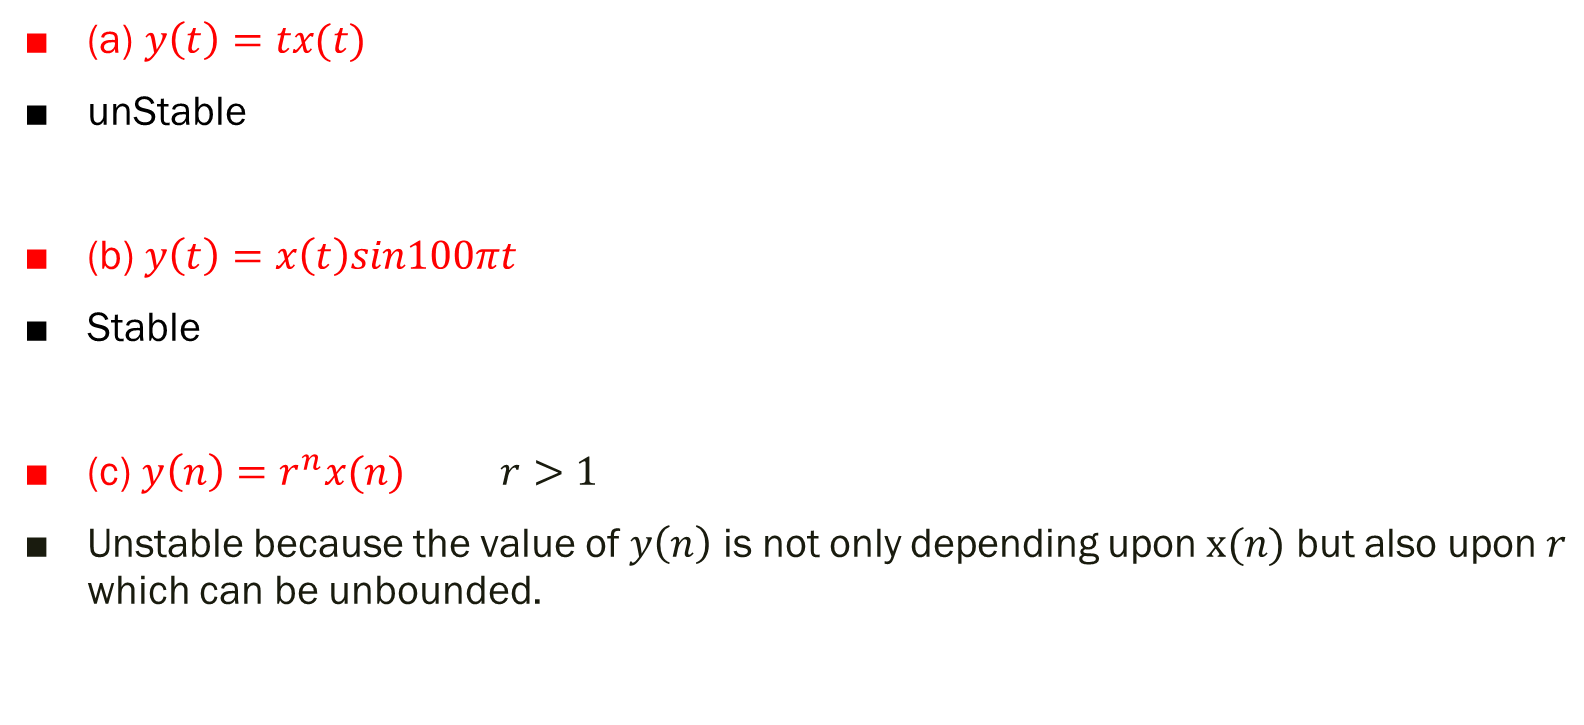 ■ (a) 𝑦(𝑡) = 𝑡𝑥(𝑡)
■ unStable
■ (b) 𝑦(𝑡) = 𝑥(𝑡)𝑠𝑖𝑛100𝜋𝑡
■ Stable
■ (c) 𝑦(𝑛) = 𝑟ⁿ𝑥(𝑛) 𝑟 > 1
■ Unstable because the value of 𝑦(𝑛) is not only depending upon x(𝑛) but also upon 𝑟
which can be unbounded.